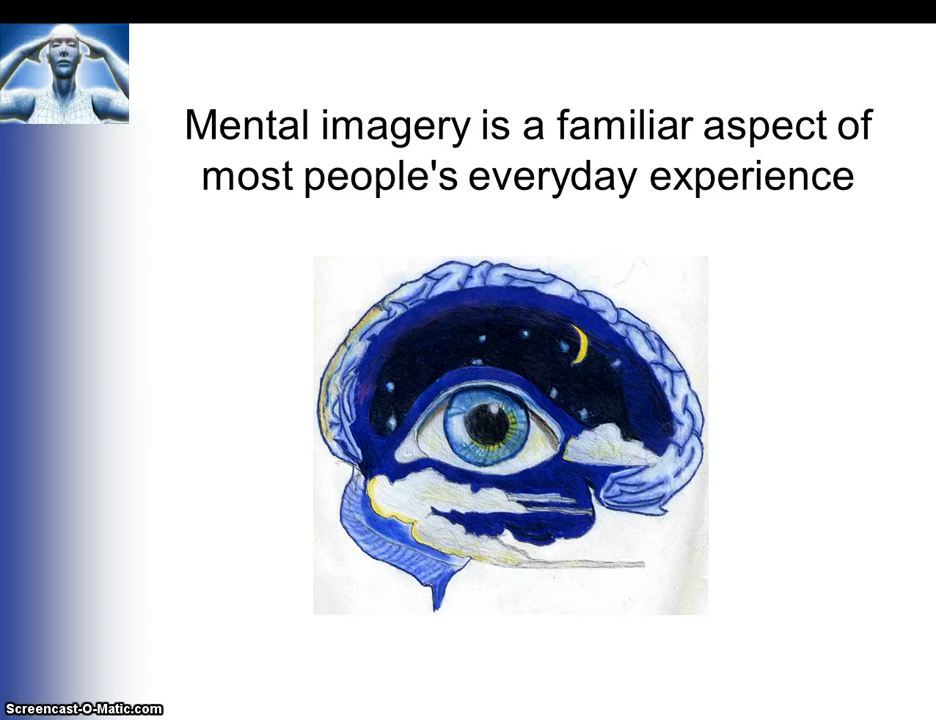 Mental imagery is a familiar aspect of
most people's everyday experience
Screencast-O-Matic.com